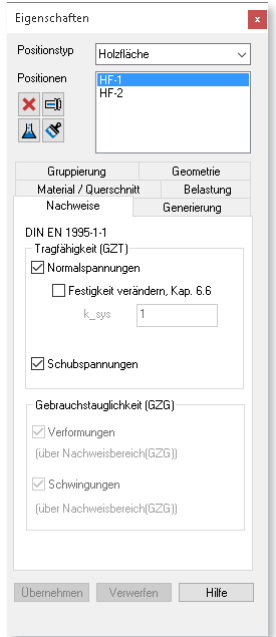 Eigenschaften
x
Positionstyp
Holzfläche
Positionen
HF-1
HF-2
Gruppierung Geometrie
Material / Querschnitt Belastung
Nachweise Generierung
DIN EN 1995-1-1
Tragfähigkeit (GZT)
Normalspannungen
Festigkeit verändern, Kap. 6.6
k_sys 1
Schubspannungen
Gebrauchstauglichkeit (GZG)
Verformungen
(über Nachweisbereich(GZG))
Schwingungen
(über Nachweisbereich(GZG))
Übernehmen Verwerfen Hilfe